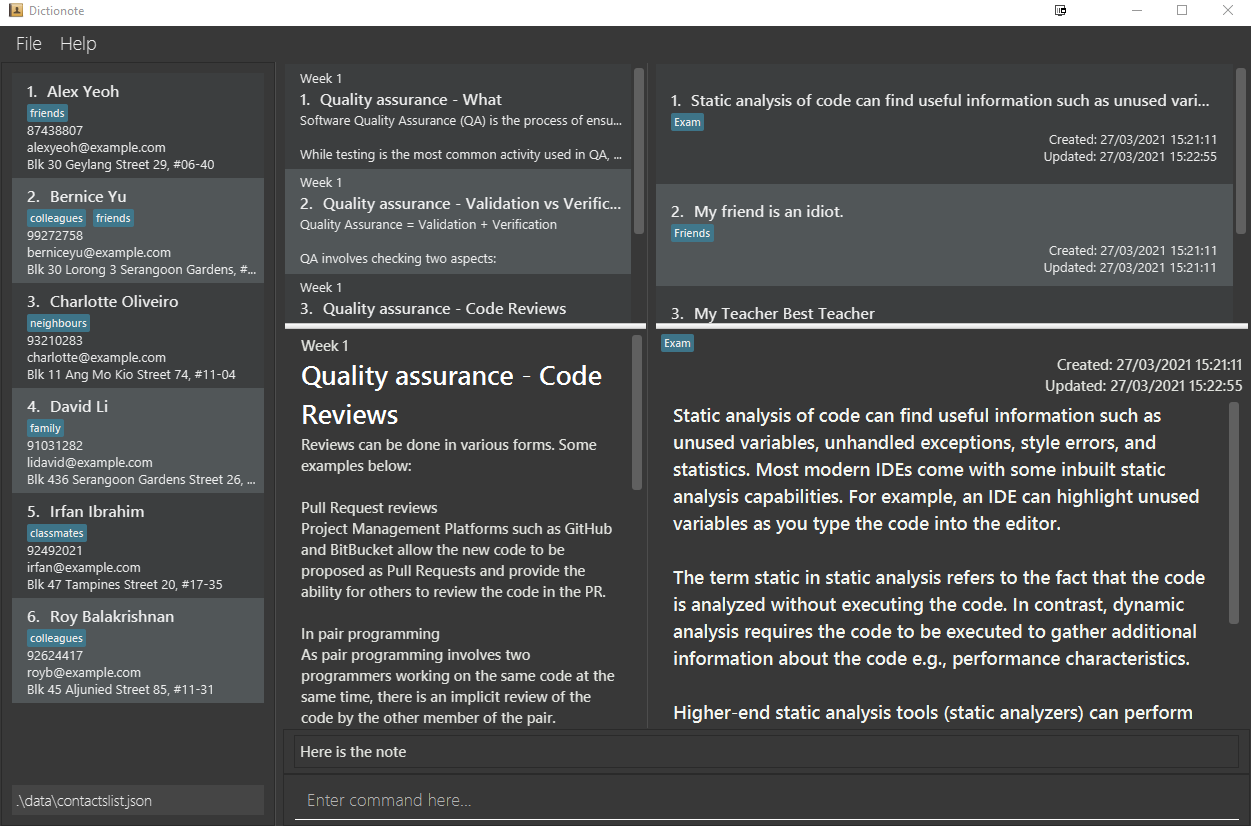 Dictionote
File Help
1. Alex Yeoh
friends
87438807
alexyeoh@example.com
Blk 30 Geylang Street 29, #06-40
2. Bernice Yu
colleagues friends
99272758
berniceyu@example.com
Blk 30 Lorong 3 Serangoon Gardens, #...
3. Charlotte Oliveiro
neighbours
93210283
charlotte@example.com
Blk 11 Ang Mo Kio Street 74, #11-04
4. David Li
family
91031282
lidavid@example.com
Blk 436 Serangoon Gardens Street 26, ...
5. Irfan Ibrahim
classmates
92492021
irfan@example.com
Blk 47 Tampines Street 20, #17-35
6. Roy Balakrishnan
colleagues
92624417
royb@example.com
Blk 45 Aljunied Street 85, #11-31
.\data\contactslist.json
Week 1
1. Quality assurance - What
Software Quality Assurance (QA) is the process of ensu...
While testing is the most common activity used in QA, ...
Week 1
2. Quality assurance - Validation vs Verific...
Quality Assurance = Validation + Verification
QA involves checking two aspects:
Week 1
3. Quality assurance - Code Reviews
Week 1
Quality assurance - Code
Reviews
Reviews can be done in various forms. Some
examples below:
Pull Request reviews
Project Management Platforms such as GitHub
and BitBucket allow the new code to be
proposed as Pull Requests and provide the
ability for others to review the code in the PR.
In pair programming
As pair programming involves two
programmers working on the same code at the
same time, there is an implicit review of the
code by the other member of the pair.
1. Static analysis of code can find useful information such as unused vari...
Exam
Created: 27/03/2021 15:21:11
Updated: 27/03/2021 15:22:55
2. My friend is an idiot.
Friends
Created: 27/03/2021 15:21:11
Updated: 27/03/2021 15:21:11
3. My Teacher Best Teacher
Exam
Created: 27/03/2021 15:21:11
Updated: 27/03/2021 15:22:55
Static analysis of code can find useful information such as
unused variables, unhandled exceptions, style errors, and
statistics. Most modern IDEs come with some inbuilt static
analysis capabilities. For example, an IDE can highlight unused
variables as you type the code into the editor.
The term static in static analysis refers to the fact that the code
is analyzed without executing the code. In contrast, dynamic
analysis requires the code to be executed to gather additional
information about the code e.g., performance characteristics.
Higher-end static analysis tools (static analyzers) can perform
Here is the note
Enter command here...